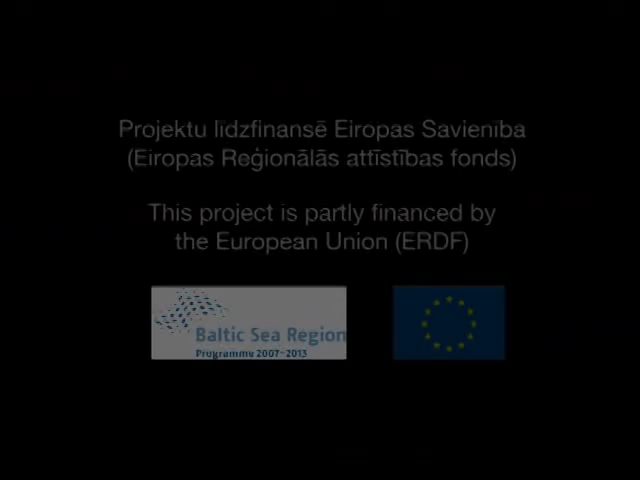 Projektu līdzfinansē Eiropas Savienība
(Eiropas Reģionālās attīstības fonds)
This project is partly financed by
the European Union (ERDF)
Baltic Sea Region
Programme 2007-2013